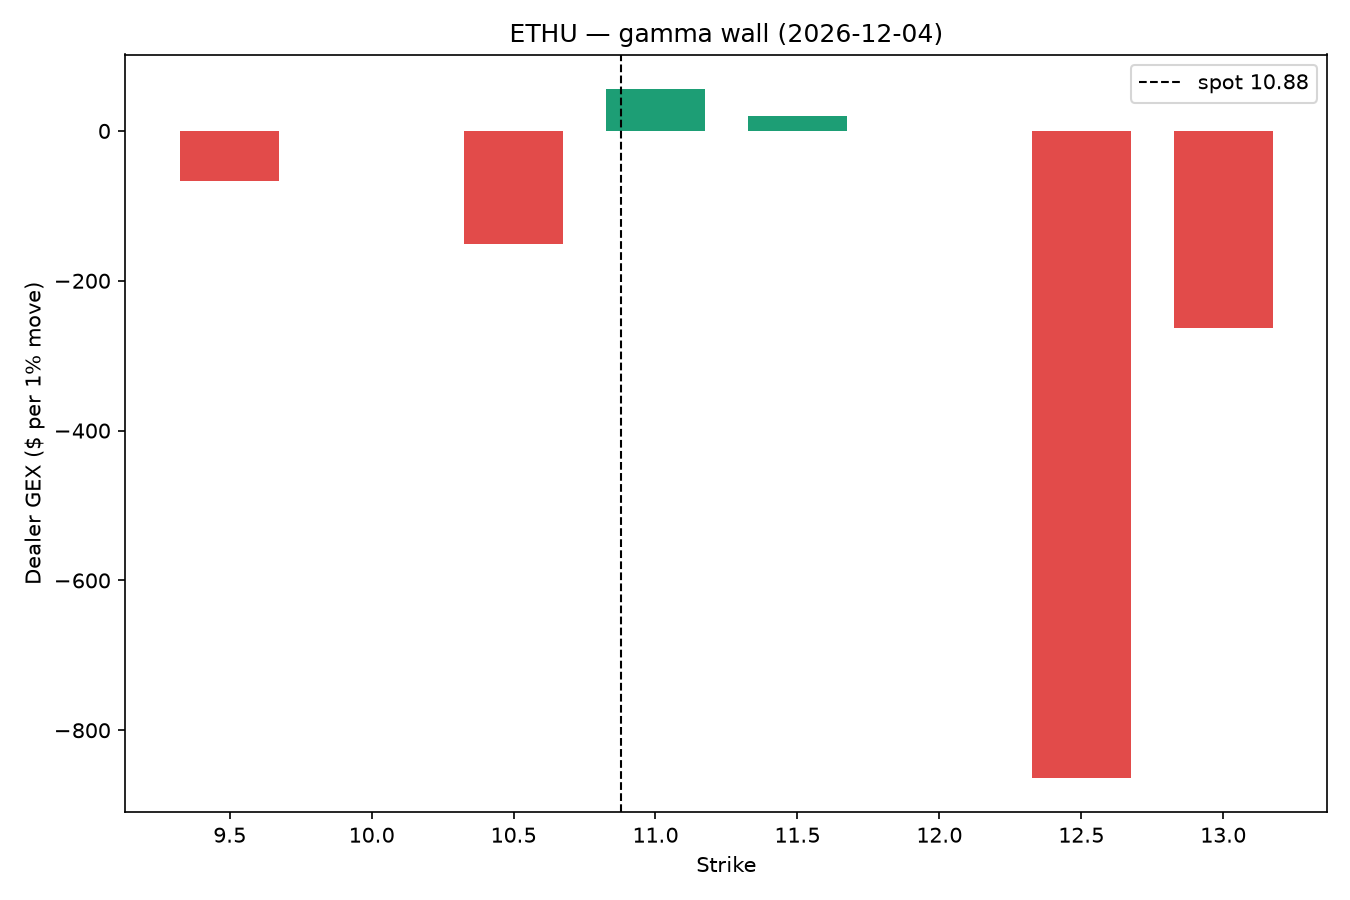 ETHU — gamma wall (2026-12-04)
spot 10.88
Dealer GEX ($ per 1% move)
0
−200
−400
−600
−800
9.5 10.0 10.5 11.0 11.5 12.0 12.5 13.0
Strike